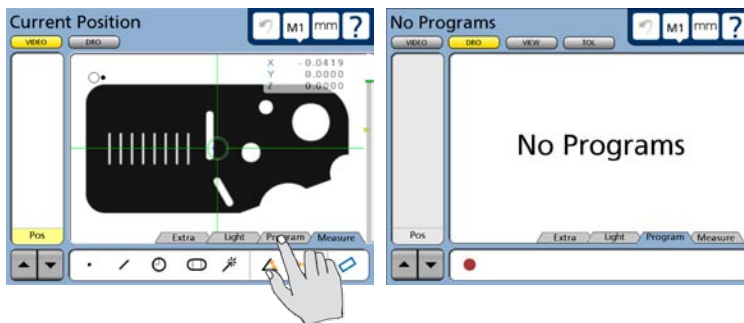 Current Position
M1 mm ?
VIDEO DRO
X - 0.0419
Y 0.0000
Z 0.0000
Pos
Extra Light Program Measure
No Programs
M1 mm ?
VIDEO DRO VIEW TOL
No Programs
Pos
Extra Light Program Measure